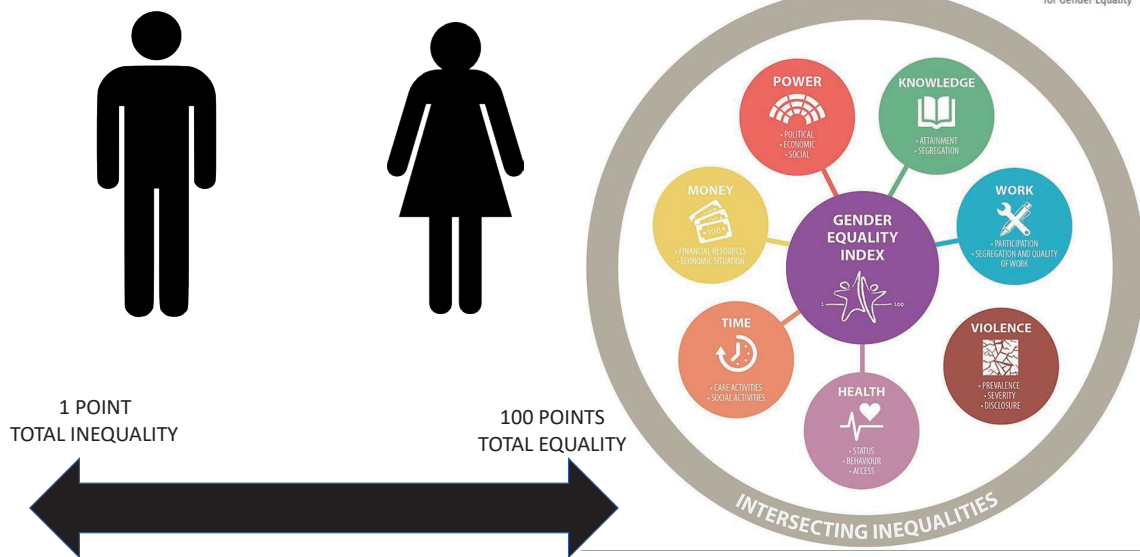 for Gender Equality
1 POINT
TOTAL INEQUALITY
100 POINTS
TOTAL EQUALITY
POWER
• POLITICAL
• ECONOMIC
• SOCIAL
KNOWLEDGE
• ATTAINMENT
• SEGREGATION
MONEY
100
• FINANCIAL RESOURCES
• ECONOMIC SITUATION
GENDER
EQUALITY
INDEX
1 100
WORK
• PARTICIPATION
• SEGREGATION AND QUALITY
OF WORK
TIME
• CARE ACTIVITIES
• SOCIAL ACTIVITIES
HEALTH
• STATUS
• BEHAVIOUR
• ACCESS
VIOLENCE
• PREVALENCE
• SEVERITY
• DISCLOSURE
INTERSECTING INEQUALITIES